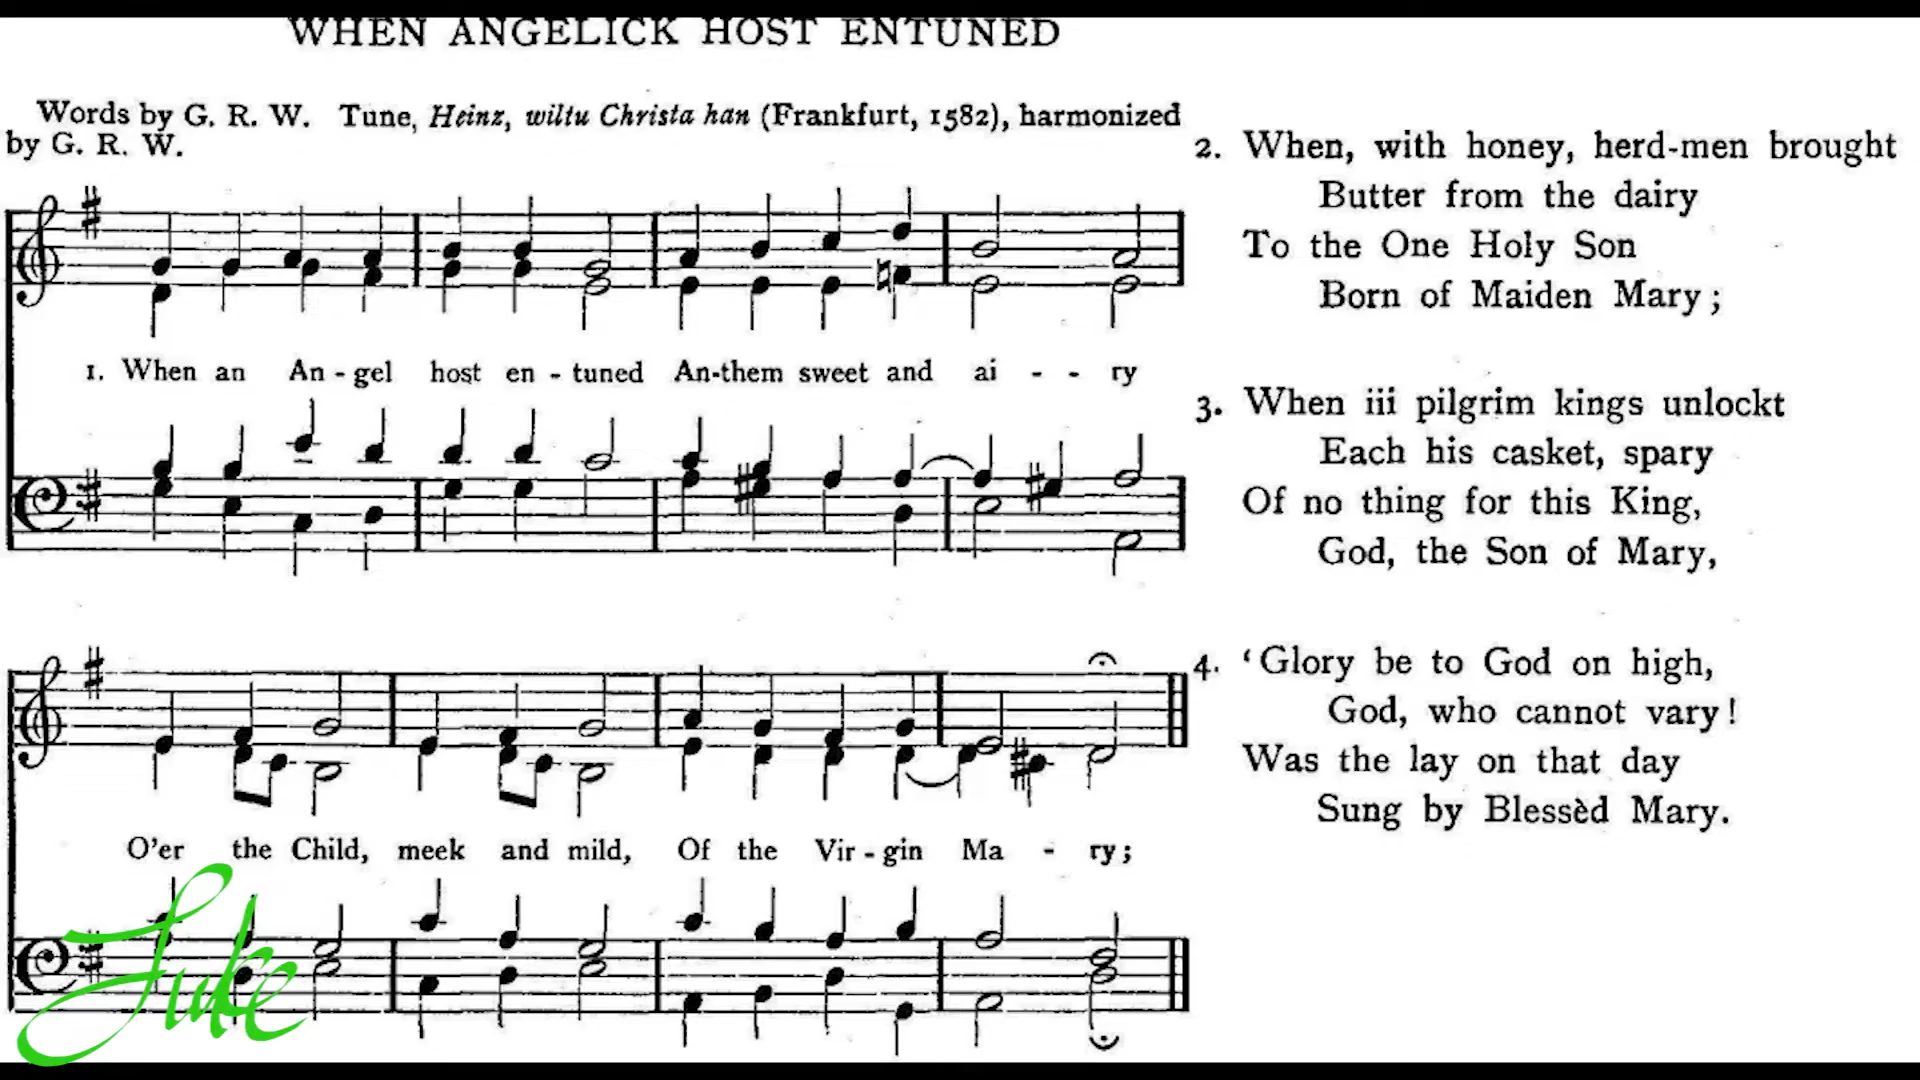 WHEN ANGELICK HOST ENTUNED
Words by G. R. W. Tune, Heinz, wiltu Christa han (Frankfurt, 1582), harmonized
by G. R. W.
1. When an An - gel host en - tuned An-them sweet and ai - - ry
O'er the Child, meek and mild, Of the Vir - gin Ma - ry;
2. When, with honey, herd-men brought
Butter from the dairy
To the One Holy Son
Born of Maiden Mary;
3. When iii pilgrim kings unlockt
Each his casket, spary
Of no thing for this King,
God, the Son of Mary,
4. ‘Glory be to God on high,
God, who cannot vary!
Was the lay on that day
Sung by Blessèd Mary.
Luke